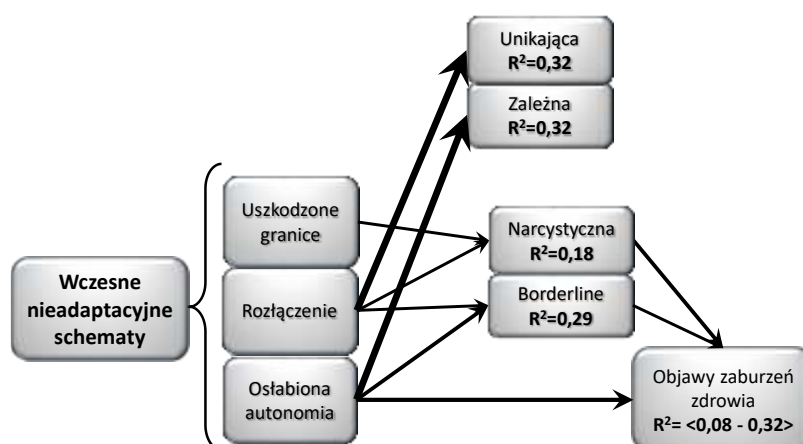 Unikająca
R²=0,32
Zależna
R²=0,32
Uszkodzone
granice
Narcystyczna
R²=0,18
Wczesne
nieadaptacyjne
schematy
Rozłączenie
Borderline
R²=0,29
Osłabiona
autonomia
Objawy zaburzeń
zdrowia
R²= <0,08 - 0,32>